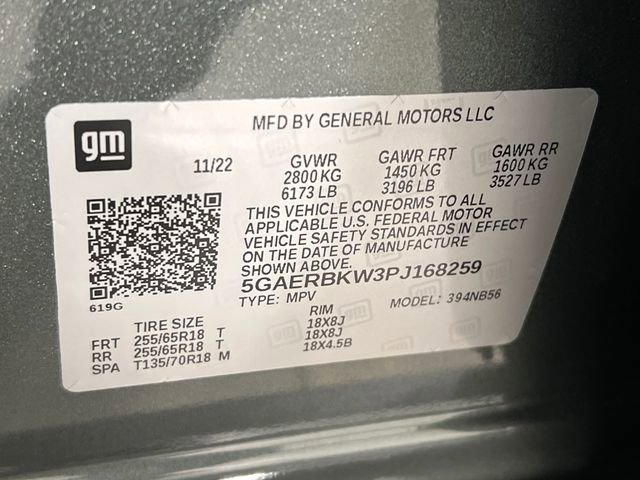 gm
MFD BY GENERAL MOTORS LLC
11/22 GVWR GAWR FRT GAWR RR
2800 KG 1450 KG 1600 KG
6173 LB 3196 LB 3527 LB
THIS VEHICLE CONFORMS TO ALL
APPLICABLE U.S. FEDERAL MOTOR
VEHICLE SAFETY STANDARDS IN EFFECT
ON THE DATE OF MANUFACTURE
SHOWN ABOVE.
619G
5GAERBKW3PJ168259
TYPE: MPV MODEL: 394NB56
TIRE SIZE RIM
FRT 255/65R18 T 18X8J
RR 255/65R18 T 18X8J
SPA T135/70R18 M 18X4.5B